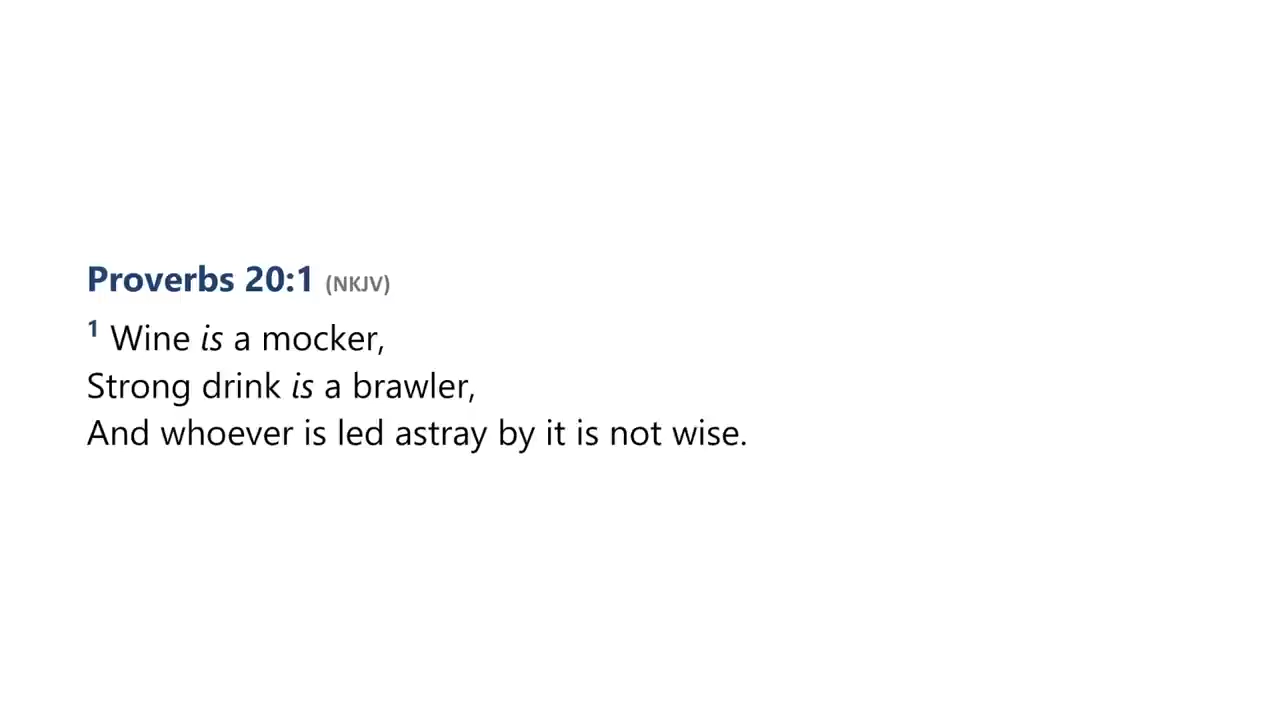 Proverbs 20:1 (NKJV)
1 Wine is a mocker,
Strong drink is a brawler,
And whoever is led astray by it is not wise.